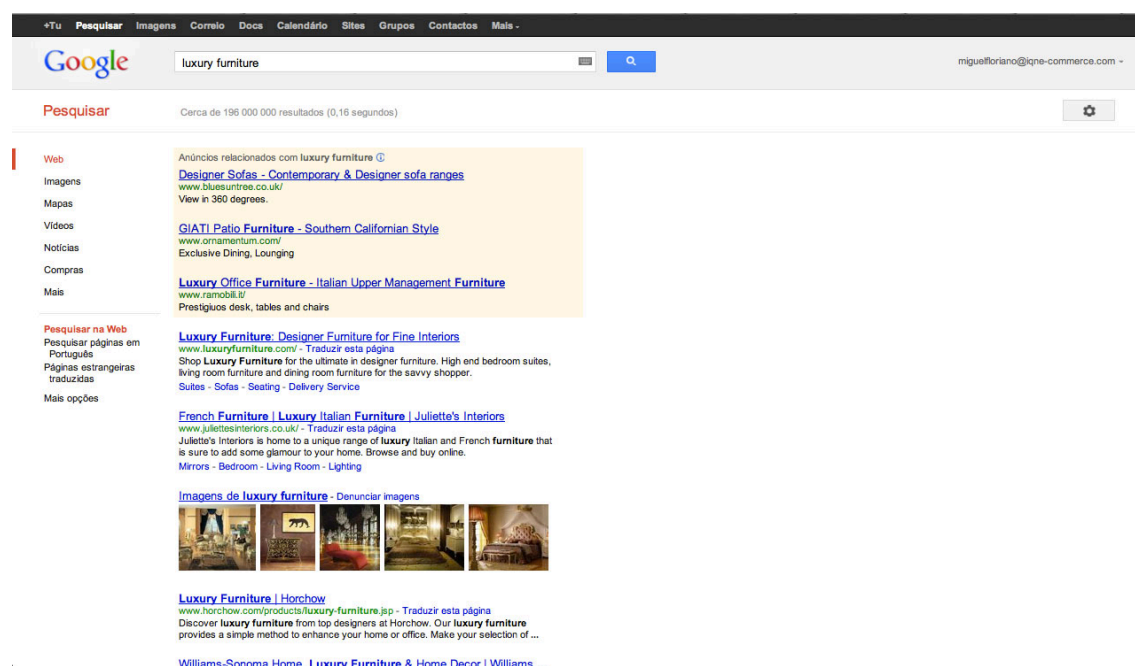 +Tu Pesquisar Imagens Correio Docs Calendário Sites Grupos Contactos Mais
Google
luxury furniture
miguelfloriano@iqne-commerce.com
Pesquisar
Cerca de 196 000 000 resultados (0,16 segundos)
Web
Imagens
Mapas
Vídeos
Notícias
Compras
Mais
Pesquisar na Web
Pesquisar páginas em
Português
Páginas estrangeiras
traduzidas
Mais opções
Anúncios relacionados com luxury furniture
Designer Sofas - Contemporary & Designer sofa ranges
www.bluesuntree.co.uk/
View in 360 degrees.
GIATI Patio Furniture - Southern Californian Style
www.ornamentum.com/
Exclusive Dining, Lounging
Luxury Office Furniture - Italian Upper Management Furniture
www.ramobili.it/
Prestigiuos desk, tables and chairs
Luxury Furniture: Designer Furniture for Fine Interiors
www.luxuryfurniture.com/ - Traduzir esta página
Shop Luxury Furniture for the ultimate in designer furniture. High end bedroom suites,
living room furniture and dining room furniture for the savvy shopper.
Suites - Sofas - Seating - Delivery Service
French Furniture | Luxury Italian Furniture | Juliette's Interiors
www.juliettesinteriors.co.uk/ - Traduzir esta página
Juliette's Interiors is home to a unique range of luxury Italian and French furniture that
is sure to add some glamour to your home. Browse and buy online.
Mirrors - Bedroom - Living Room - Lighting
Imagens de luxury furniture - Denunciar imagens
Luxury Furniture | Horchow
www.horchow.com/products/luxury-furniture.jsp - Traduzir esta página
Discover luxury furniture from top designers at Horchow. Our luxury furniture
provides a simple method to enhance your home or office. Make your selection of ...
Williams-Sonoma Home, Luxury Furniture & Home Decor | Williams ...